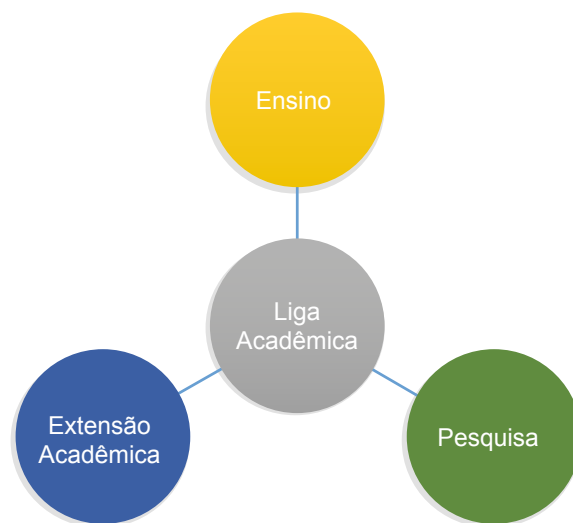 Ensino
Liga
Acadêmica
Extensão
Acadêmica
Pesquisa